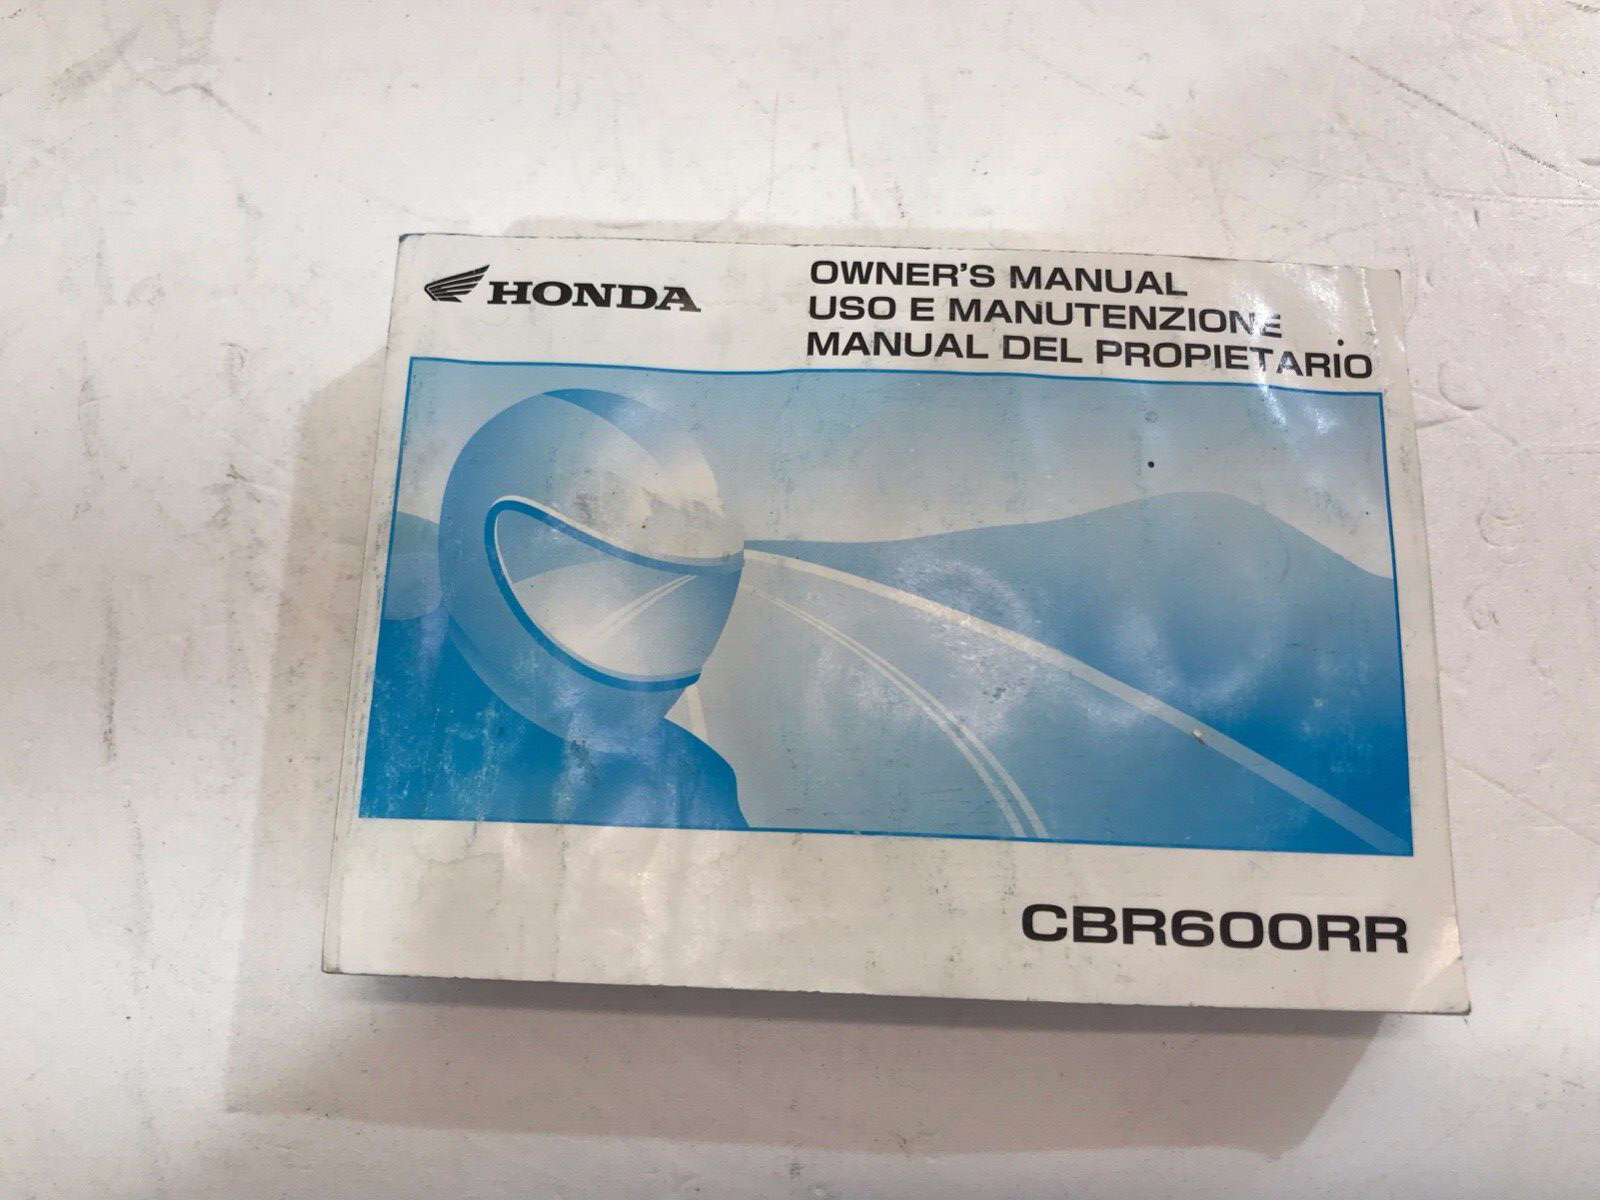 HONDA
OWNER'S MANUAL
USO E MANUTENZIONE
MANUAL DEL PROPIETARIO
CBR600RR